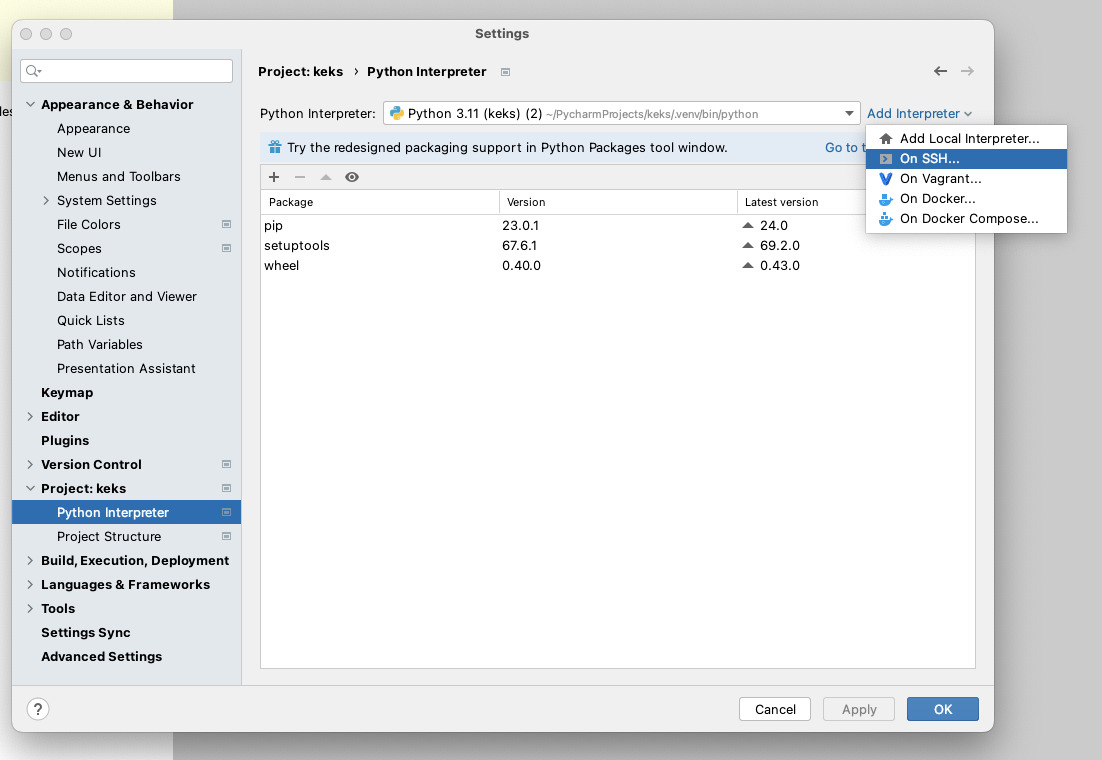 Settings
Appearance & Behavior
Appearance
New UI
Menus and Toolbars
System Settings
File Colors
Scopes
Notifications
Data Editor and Viewer
Quick Lists
Path Variables
Presentation Assistant
Keymap
Editor
Plugins
Version Control
Project: keks
Python Interpreter
Project Structure
Build, Execution, Deployment
Languages & Frameworks
Tools
Settings Sync
Advanced Settings
Project: keks › Python Interpreter
Python Interpreter: Python 3.11 (keks) (2) ~/PycharmProjects/keks/.venv/bin/python Add Interpreter
Add Local Interpreter...
On SSH...
On Vagrant...
On Docker...
On Docker Compose...
Try the redesigned packaging support in Python Packages tool window. Go to
Package Version Latest version
pip 23.0.1 24.0
setuptools 67.6.1 69.2.0
wheel 0.40.0 0.43.0
? Cancel Apply OK